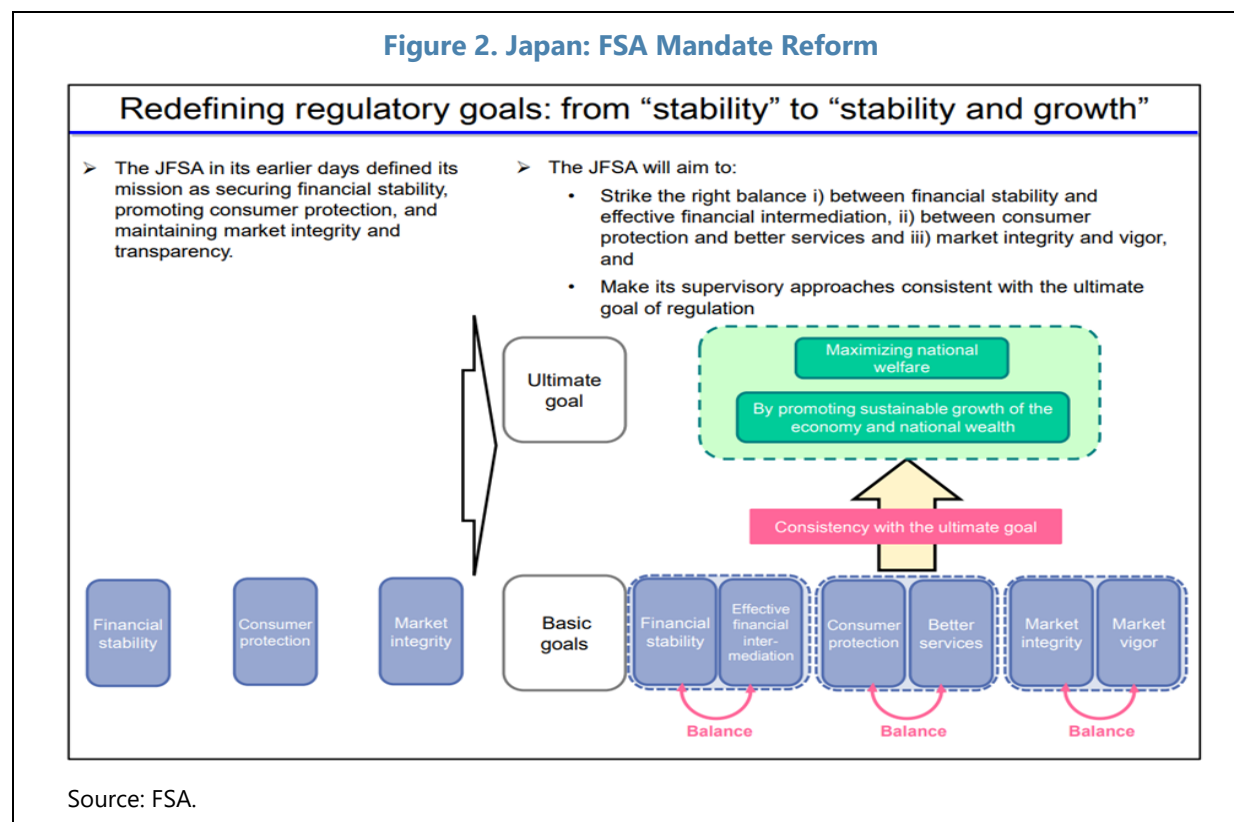 Figure 2. Japan: FSA Mandate Reform
Redefining regulatory goals: from “stability” to “stability and growth”
➢ The JFSA in its earlier days defined its
mission as securing financial stability,
promoting consumer protection, and
maintaining market integrity and
transparency.
➢ The JFSA will aim to:
• Strike the right balance i) between financial stability and
effective financial intermediation, ii) between consumer
protection and better services and iii) market integrity and vigor,
and
• Make its supervisory approaches consistent with the ultimate
goal of regulation
Ultimate
goal
Maximizing national
welfare
By promoting sustainable growth of the
economy and national wealth
Consistency with the ultimate goal
Financial
stability
Consumer
protection
Market
integrity
Basic
goals
Financial
stability
Effective
financial
inter-
mediation
Consumer
protection
Better
services
Market
integrity
Market
vigor
Balance
Balance
Balance
Source: FSA.